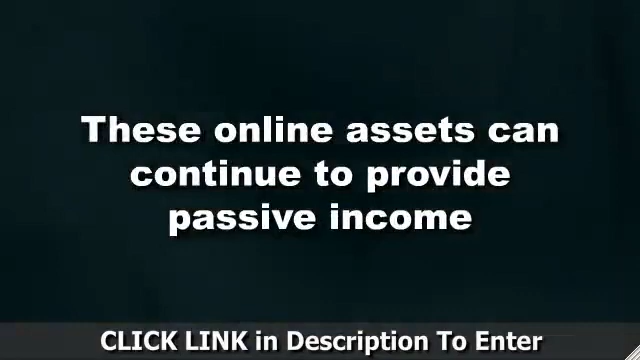 These online assets can
continue to provide
passive income
CLICK LINK in Description To Enter